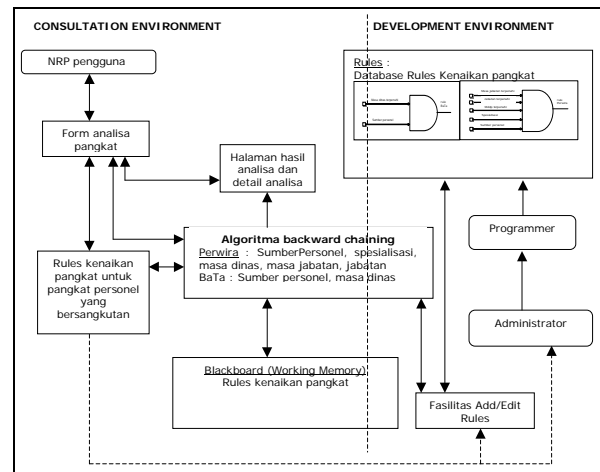 CONSULTATION ENVIRONMENT
DEVELOPMENT ENVIRONMENT
NRP pengguna
Form analisa
pangkat
Halaman hasil
analisa dan
detail analisa
Rules kenaikan
pangkat untuk
pangkat personel
yang
bersangkutan
Algoritma backward chaining
Perwira : SumberPersonel, spesialisasi,
masa dinas, masa jabatan, jabatan
BaTa : Sumber personel, masa dinas
Blackboard (Working Memory)
Rules kenaikan pangkat
Rules :
Database Rules Kenaikan pangkat
Programmer
Administrator
Fasilitas Add/Edit
Rules